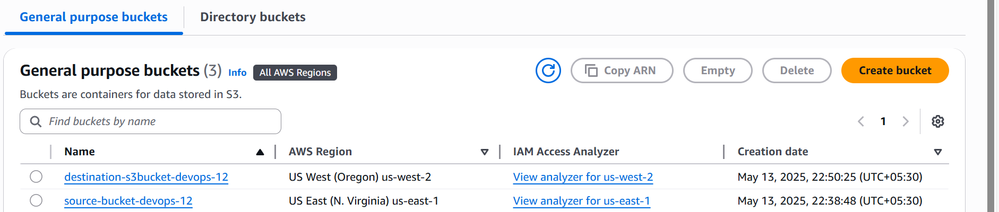 General purpose buckets Directory buckets
General purpose buckets (3) Info All AWS Regions Copy ARN Empty Delete Create bucket
Buckets are containers for data stored in S3.
Find buckets by name 1
Name AWS Region IAM Access Analyzer Creation date
destination-s3bucket-devops-12 US West (Oregon) us-west-2 View analyzer for us-west-2 May 13, 2025, 22:50:25 (UTC+05:30)
source-bucket-devops-12 US East (N. Virginia) us-east-1 View analyzer for us-east-1 May 13, 2025, 22:38:48 (UTC+05:30)